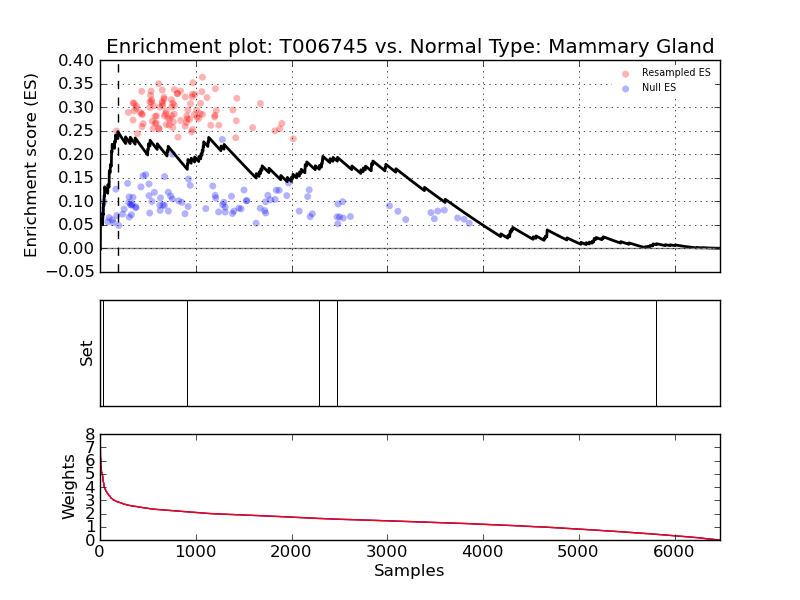 Enrichment plot: T006745 vs. Normal Type: Mammary Gland
Enrichment score (ES)
0.40
0.35
0.30
0.25
0.20
0.15
0.10
0.05
0.00
−0.05
Resampled ES
Null ES
Set
Weights
8
7
6
5
4
3
2
1
0
0 1000 2000 3000 4000 5000 6000
Samples